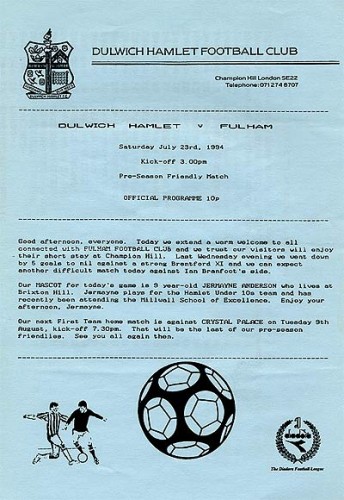 DULWICH HAMLET FOOTBALL CLUB
Champion Hill London SE22
Telephone: 071 274 8707
DULWICH HAMLET v FULHAM
Saturday July 23rd, 1994
Kick-off 3.00pm
Pre-Season Friendly Match
OFFICIAL PROGRAMME 10p
Good afternoon, everyone. Today we extend a warm welcome to all
connected with FULHAM FOOTBALL CLUB and we trust our visitors will enjoy
their short stay at Champion Hill. Last Wednesday evening we went down
by 5 goals to nil against a strong Brentford XI and we can expect
another difficult match today against Ian Branfoot's side.
Our MASCOT for today's game is 9 year-old JERMAYNE ANDERSON who lives at
Brixton Hill. Jermayne plays for the Hamlet Under 10s team and has
recently been attending the Millwall School of Excellence. Enjoy your
afternoon, Jermayne.
Our next First Team home match is against CRYSTAL PALACE on Tuesday 9th
August, kick-off 7.30pm. That will be the last of our pre-season
friendlies. See you all again then.
diadora
The Diadora Football League